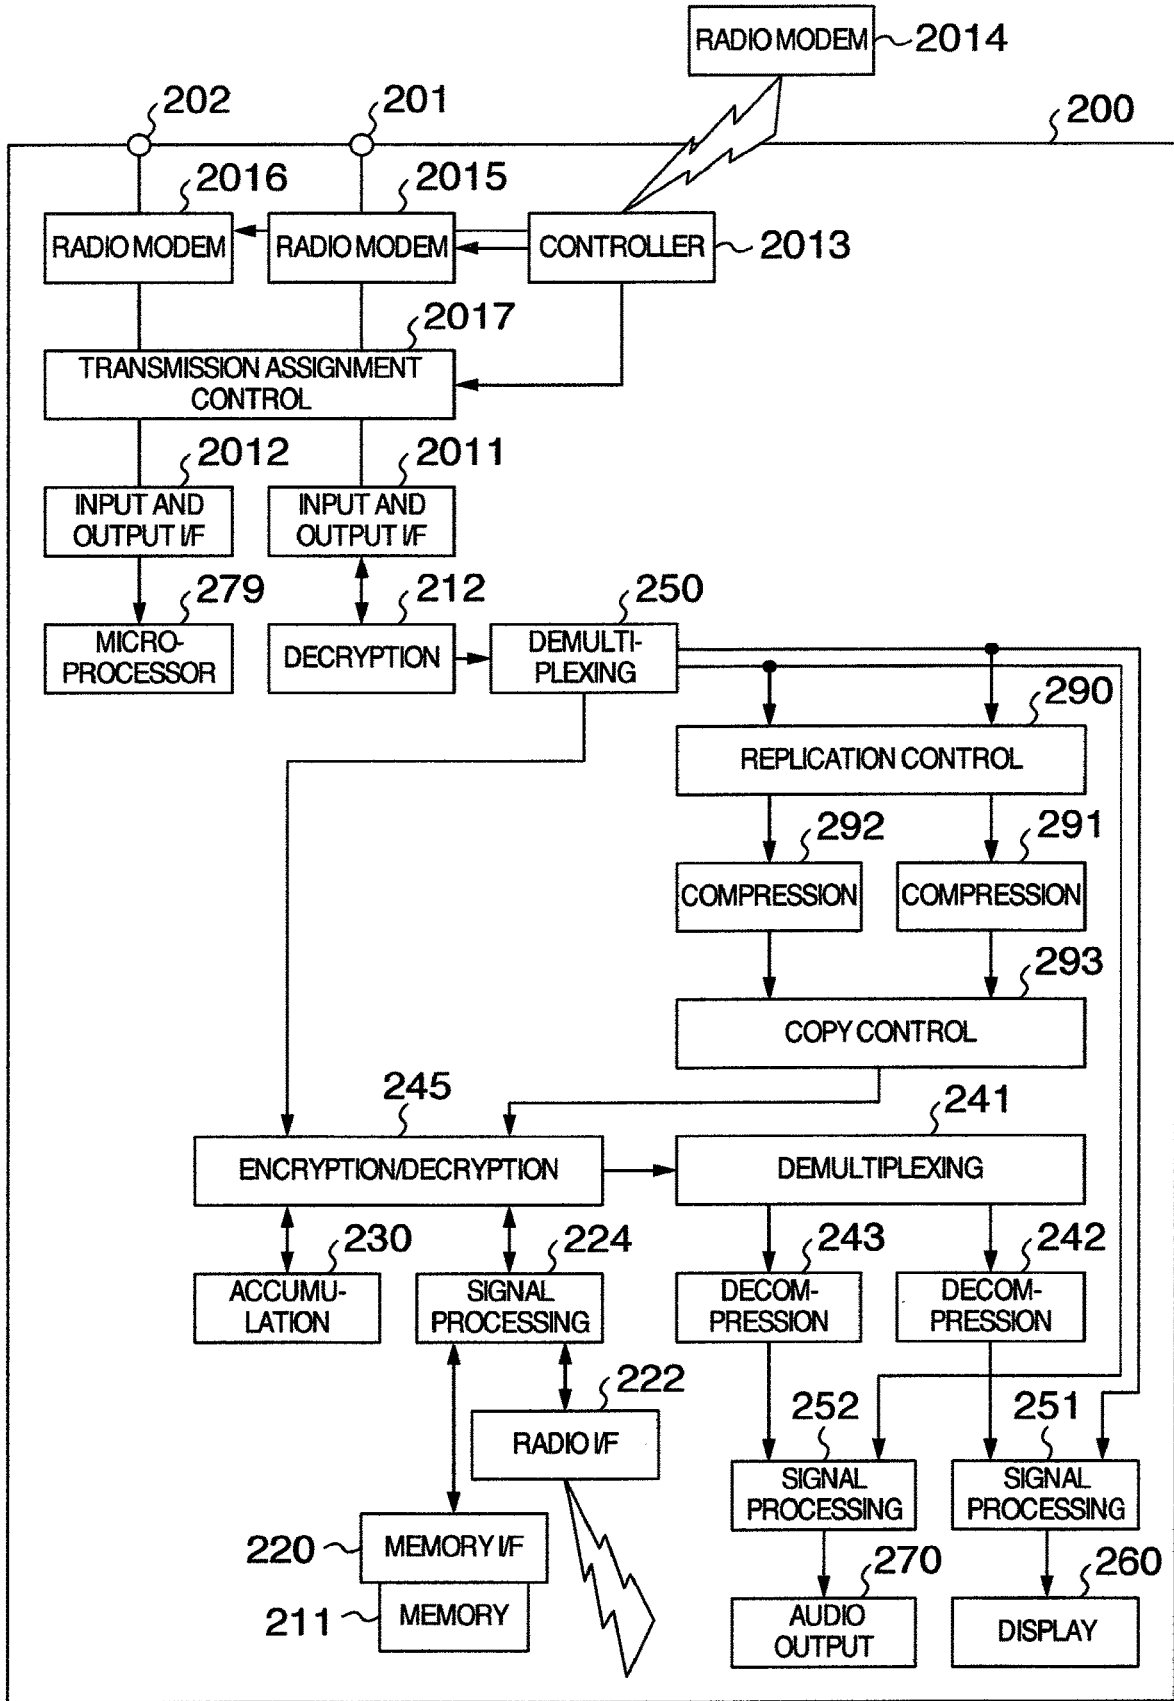 RADIO MODEM
2014
202
201
200
2016
2015
RADIO MODEM
RADIO MODEM
CONTROLLER
2013
2017
TRANSMISSION ASSIGNMENT
CONTROL
2012
2011
INPUT AND
OUTPUT I/F
INPUT AND
OUTPUT I/F
279
212
250
MICRO-
PROCESSOR
DECRYPTION
DEMULTI-
PLEXING
290
REPLICATION CONTROL
292
291
COMPRESSION
COMPRESSION
293
COPY CONTROL
245
241
ENCRYPTION/DECRYPTION
DEMULTIPLEXING
230
224
243
242
ACCUMU-
LATION
SIGNAL
PROCESSING
DECOM-
PRESSION
DECOM-
PRESSION
222
252
251
RADIO I/F
SIGNAL
PROCESSING
SIGNAL
PROCESSING
220
MEMORY I/F
270
260
211
MEMORY
AUDIO
OUTPUT
DISPLAY